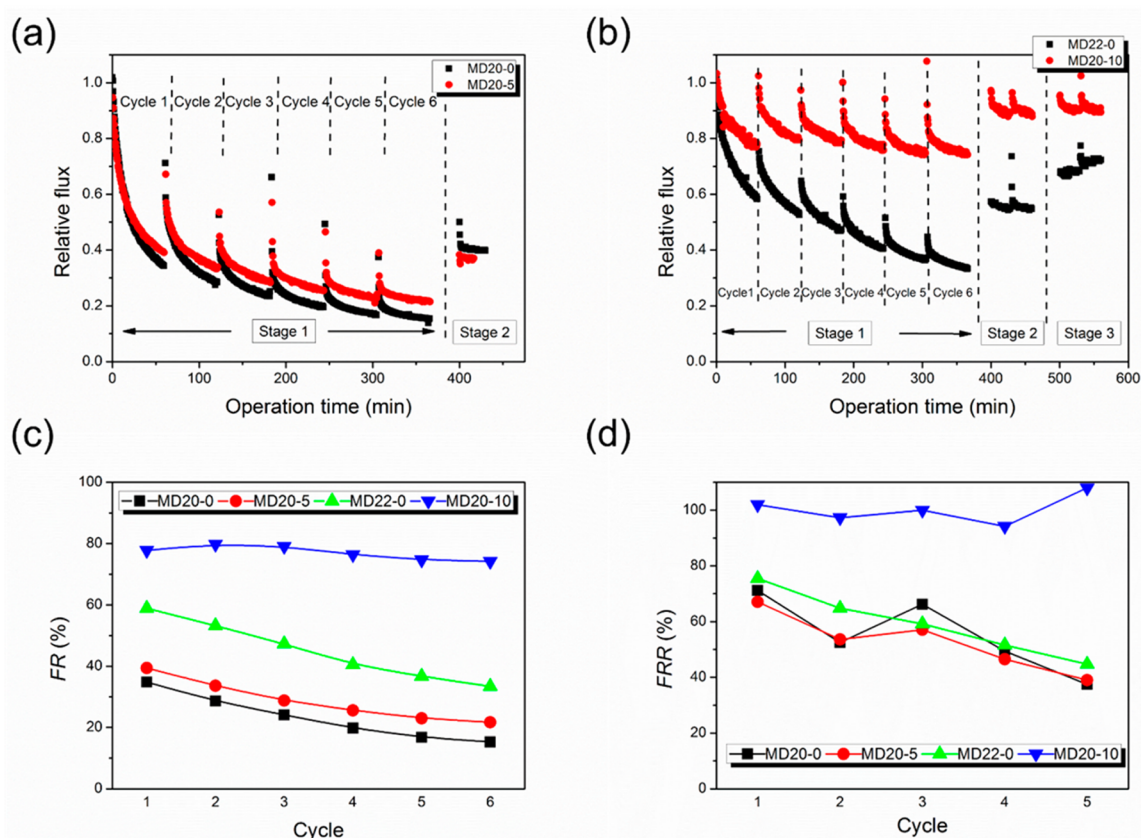 (a)
Relative flux
1.0
0.8
0.6
0.4
0.2
0.0
MD20-0
MD20-5
Cycle 1 Cycle 2 Cycle 3 Cycle 4 Cycle 5 Cycle 6
Stage 1
Stage 2
0 100 200 300 400
Operation time (min)
(b)
Relative flux
1.0
0.8
0.6
0.4
0.2
0.0
MD22-0
MD20-10
Cycle1 Cycle 2 Cycle 3 Cycle 4 Cycle 5 Cycle 6
Stage 1
Stage 2
Stage 3
0 100 200 300 400 500 600
Operation time (min)
(c)
FR (%)
100
80
60
40
20
0
MD20-0 MD20-5 MD22-0 MD20-10
1 2 3 4 5 6
Cycle
(d)
FRR (%)
100
80
60
40
20
0
MD20-0 MD20-5 MD22-0 MD20-10
1 2 3 4 5
Cycle